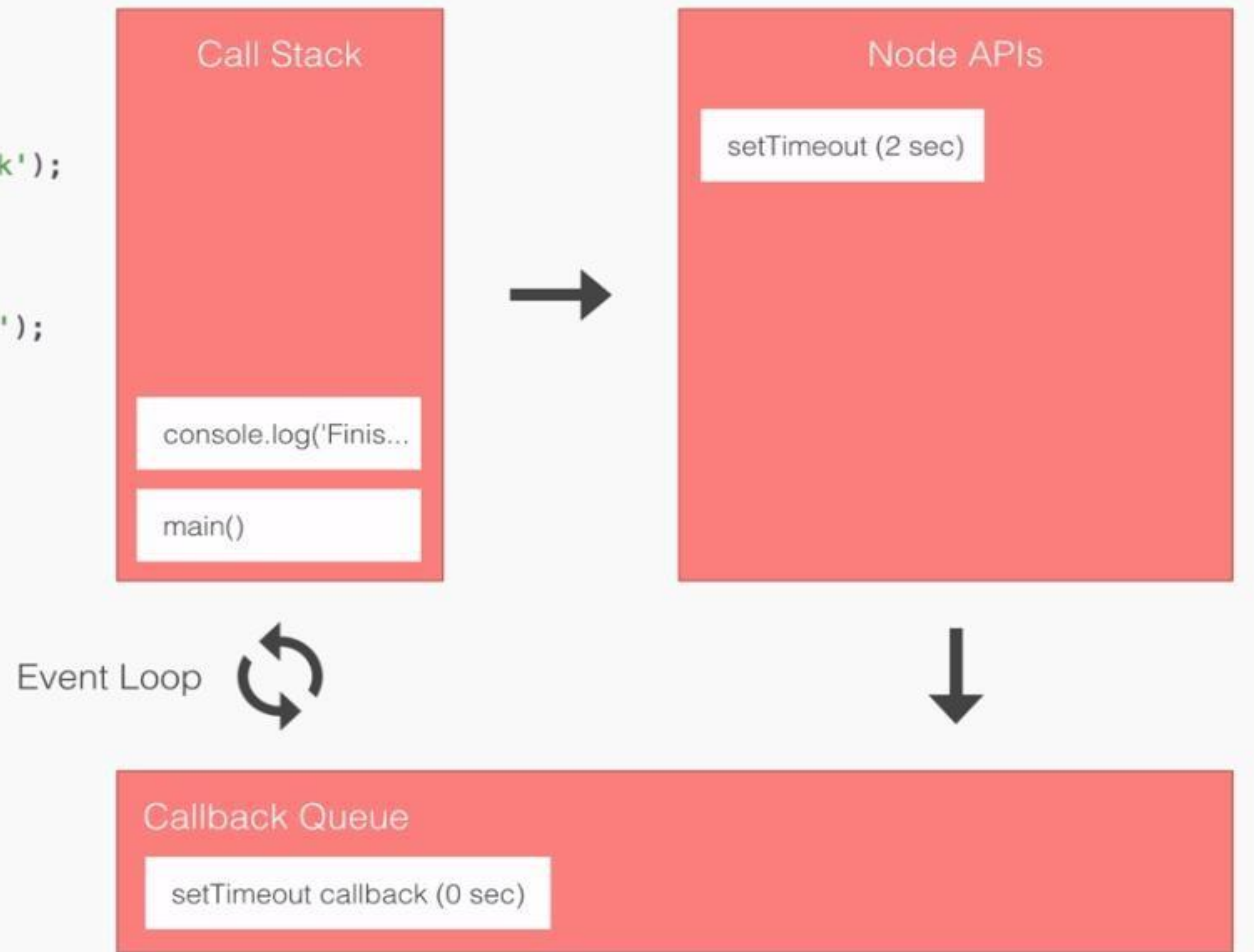 Call Stack
Node APIs
setTimeout (2 sec)
k');
');
console.log('Finis...
main()
Event Loop
Callback Queue
setTimeout callback (0 sec)